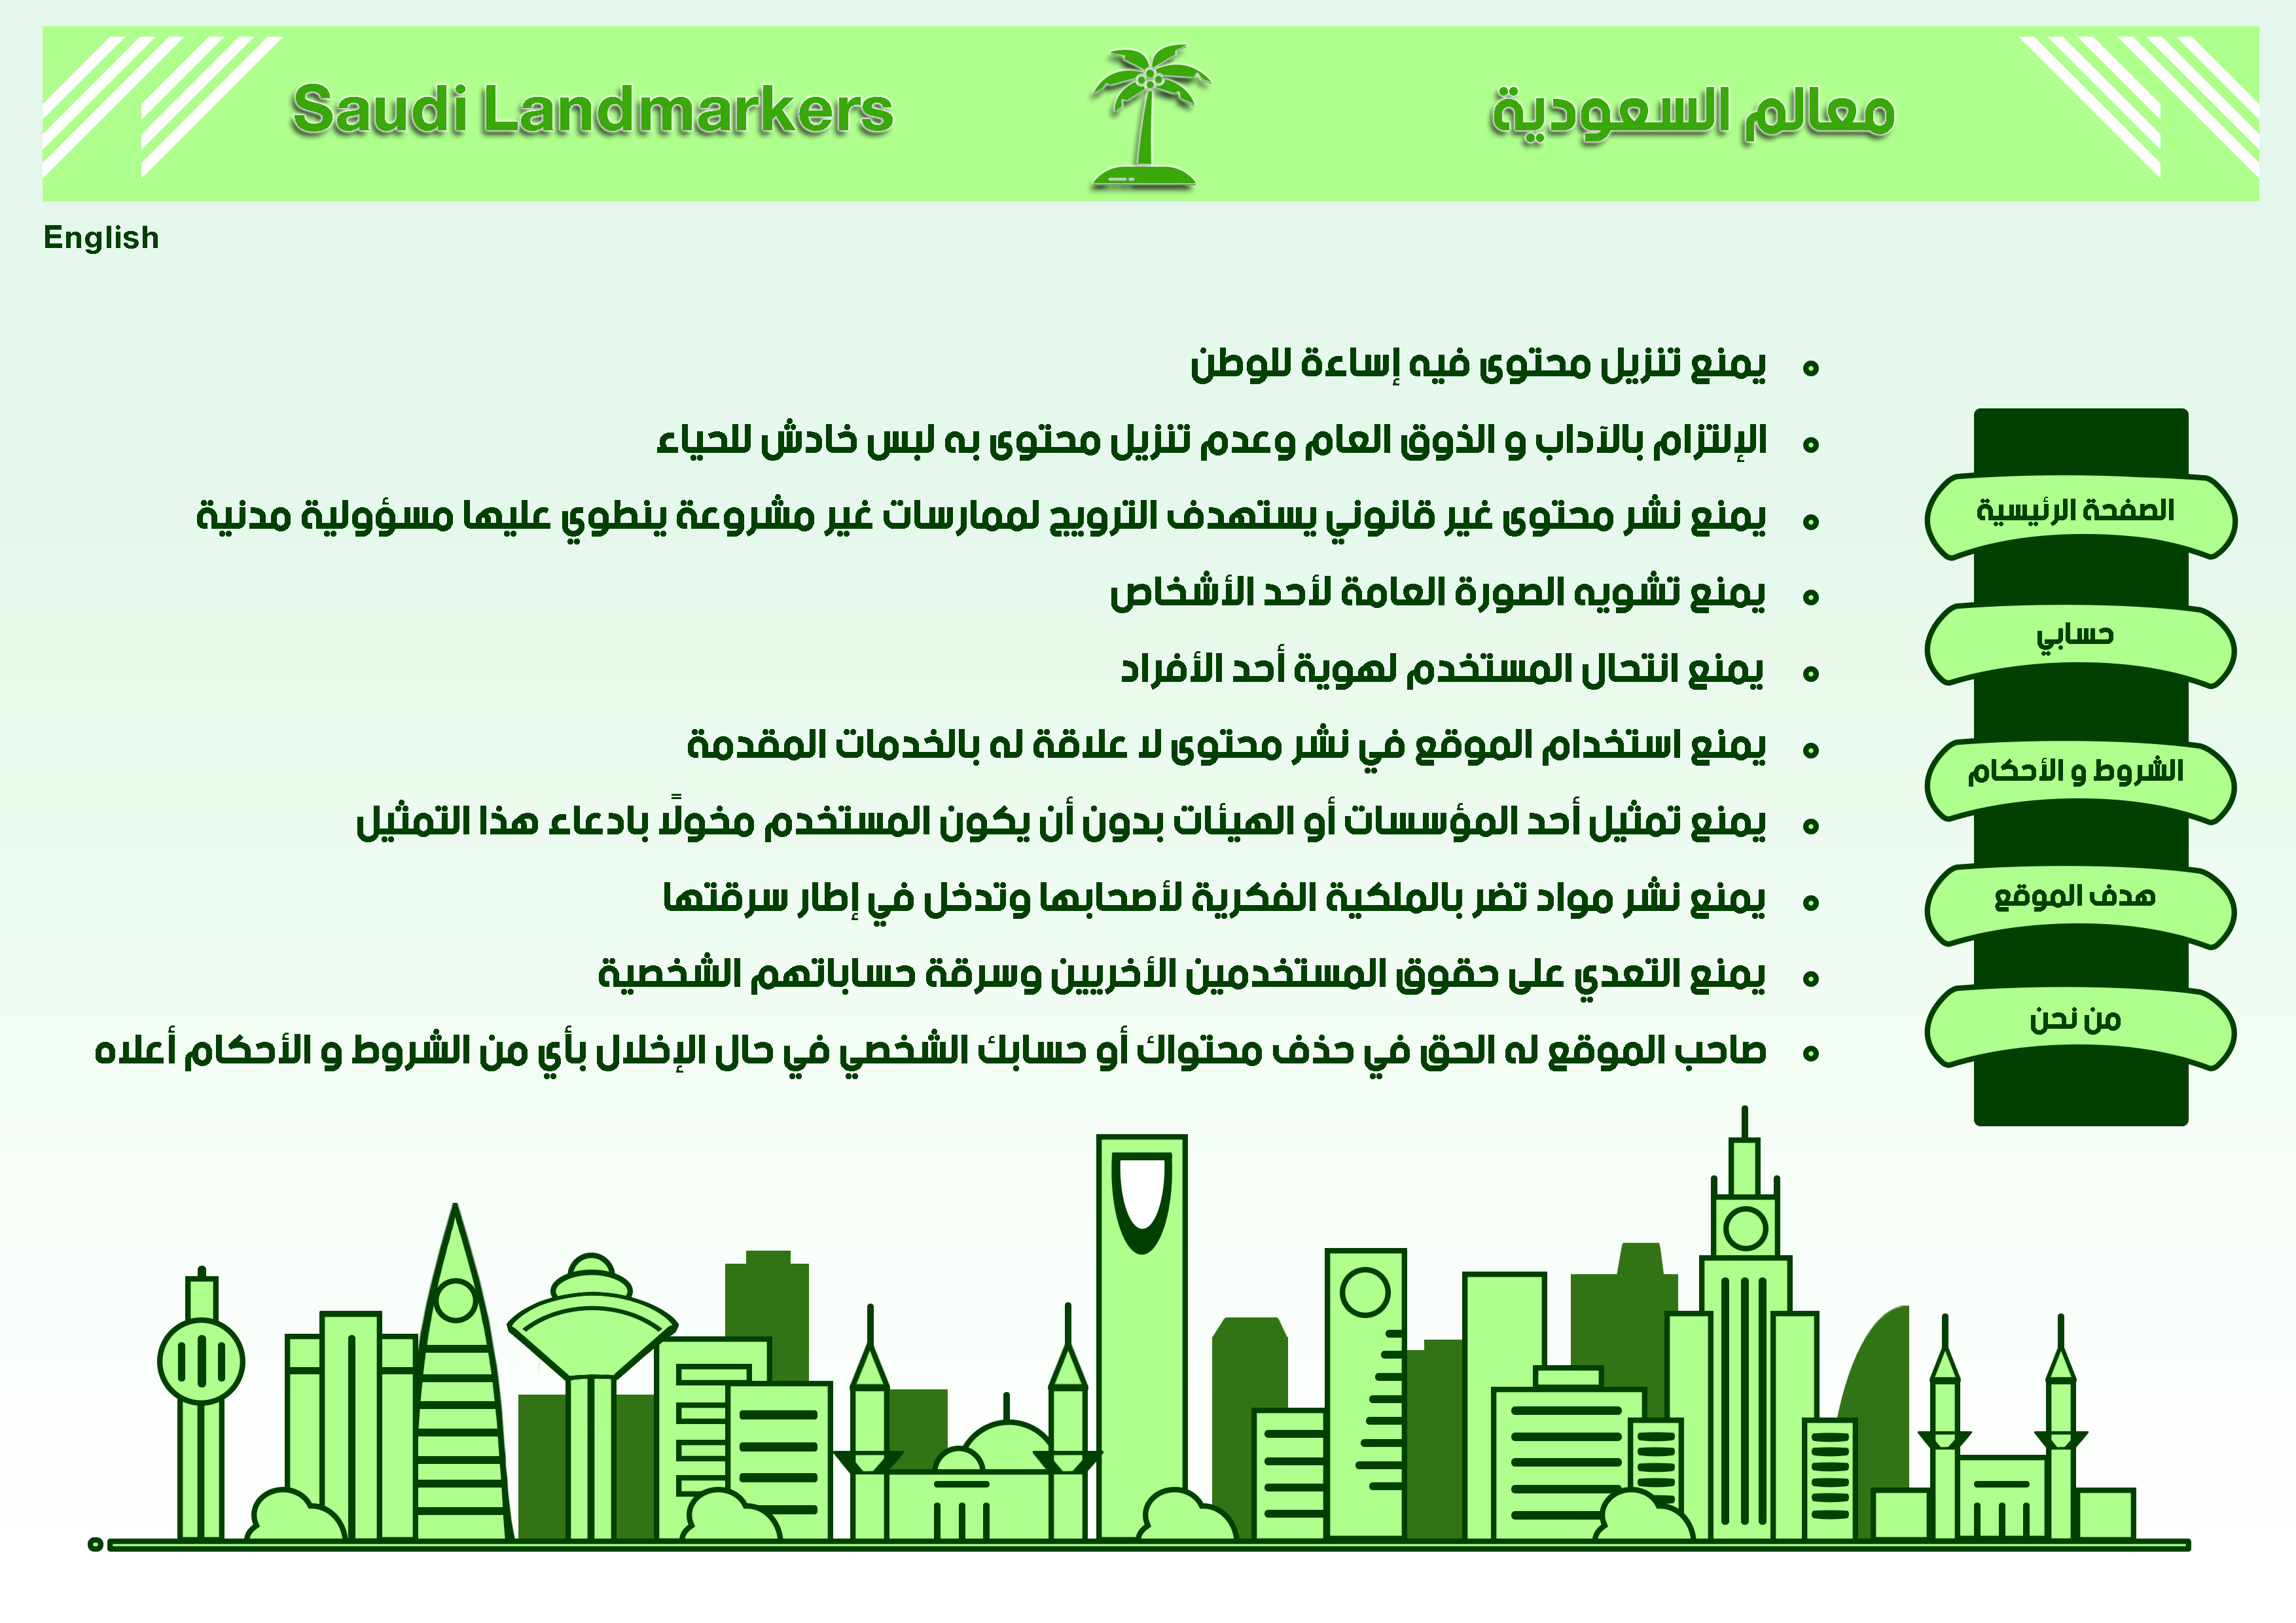 معالم السعودية
Saudi Landmarkers
English
يمنع تنزيل محتوى فيه إساءة للوطن
الإلتزام بالآداب و الذوق العام وعدم تنزيل محتوى به لبس خادش للحياء
يمنع نشر محتوى غير قانوني يستهدف الترويج لممارسات غير مشروعة ينطوي عليها مسؤولية مدنية
يمنع تشويه الصورة العامة لأحد الأشخاص
يمنع انتحال المستخدم لهوية أحد الأفراد
يمنع استخدام الموقع في نشر محتوى لا علاقة له بالخدمات المقدمة
يمنع تمثيل أحد المؤسسات أو الهيئات بدون أن يكون المستخدم مخولًا بادعاء هذا التمثيل
يمنع نشر مواد تضر بالملكية الفكرية لأصحابها وتدخل في إطار سرقتها
يمنع التعدي على حقوق المستخدمين الأخريين وسرقة حساباتهم الشخصية
صاحب الموقع له الحق في حذف محتواك أو حسابك الشخصي في حال الإخلال بأي من الشروط و الأحكام أعلاه
الصفحة الرئيسية
حسابي
الشروط و الأحكام
هدف الموقع
من نحن